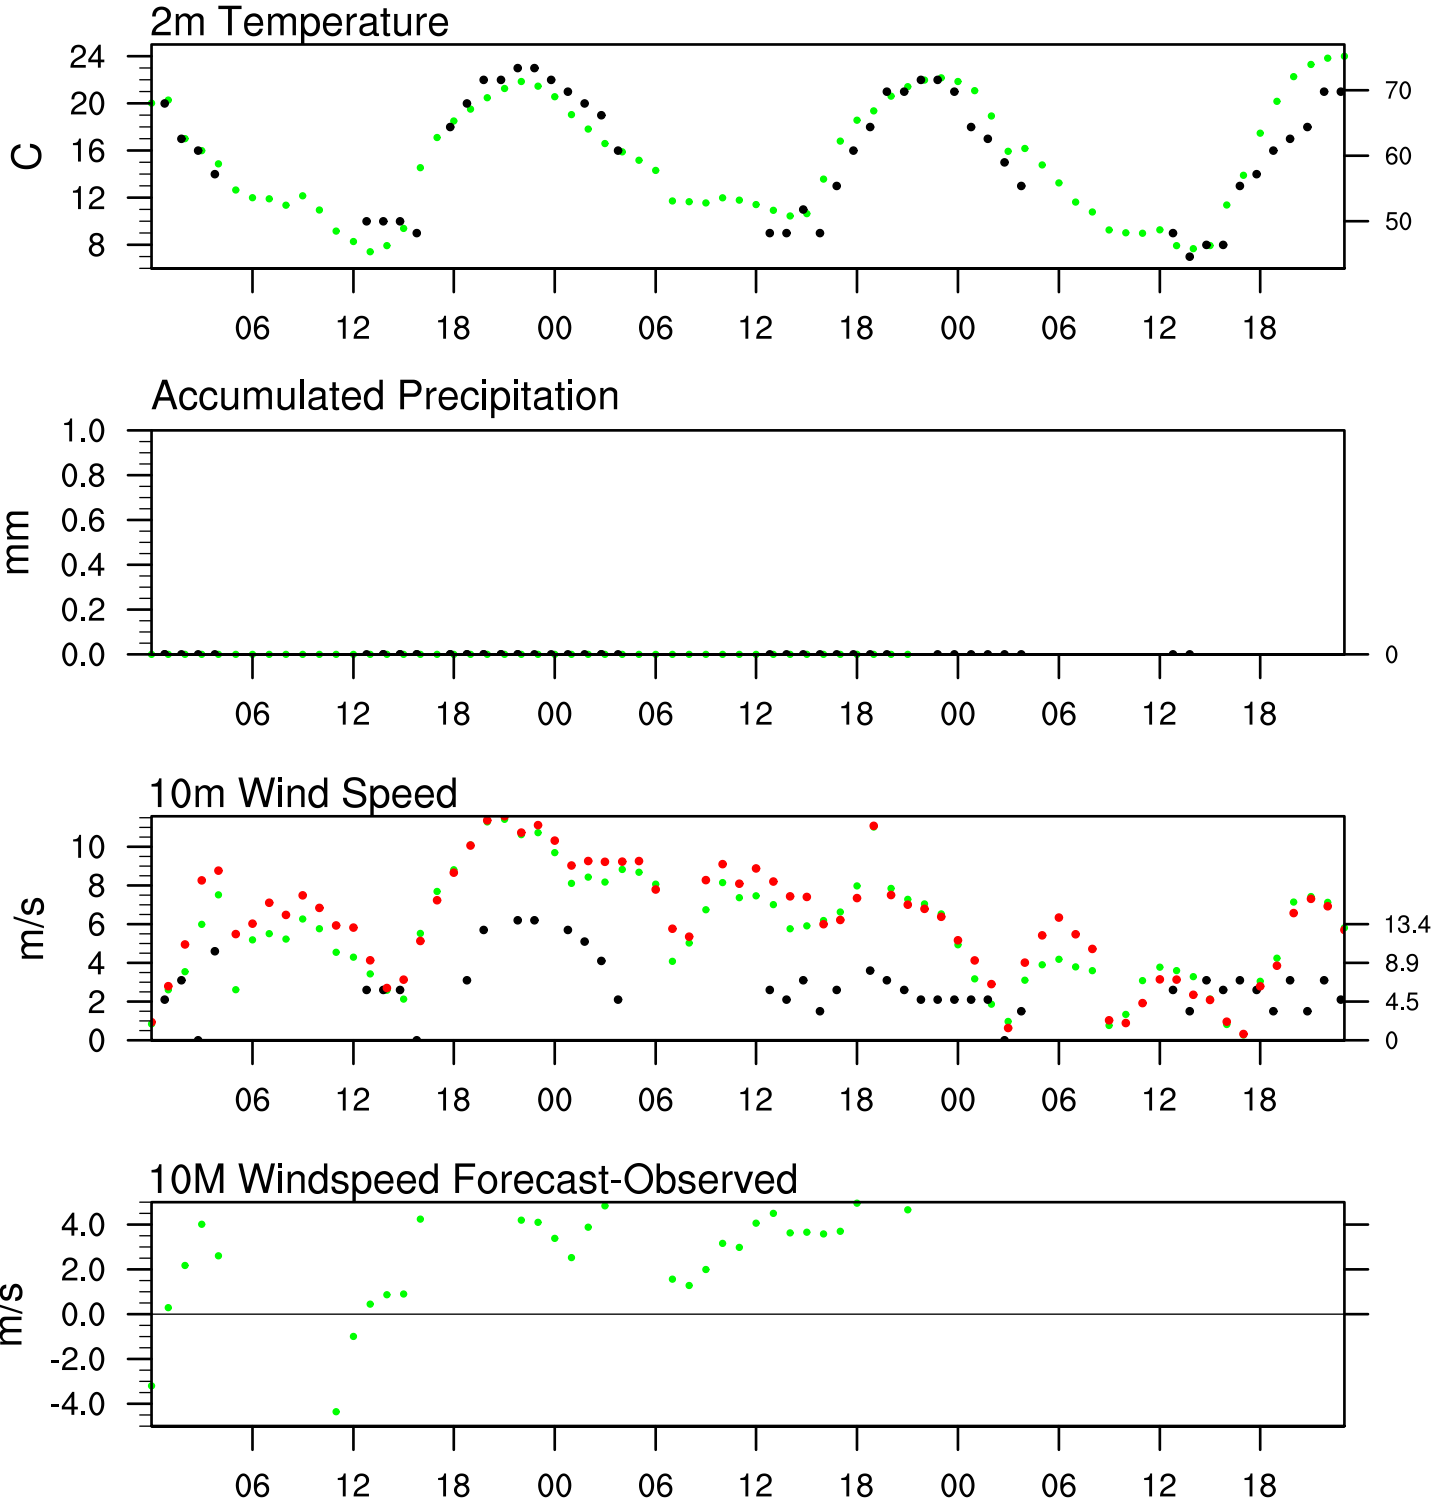 2m Temperature
24
20
16
12
8
C
70
60
50
06 12 18 00 06 12 18 00 06 12 18
Accumulated Precipitation
1.0
0.8
0.6
0.4
0.2
0.0
mm
0
06 12 18 00 06 12 18 00 06 12 18
10m Wind Speed
10
8
6
4
2
0
m/s
13.4
8.9
4.5
0
06 12 18 00 06 12 18 00 06 12 18
10M Windspeed Forecast-Observed
4.0
2.0
0.0
-2.0
-4.0
m/s
06 12 18 00 06 12 18 00 06 12 18